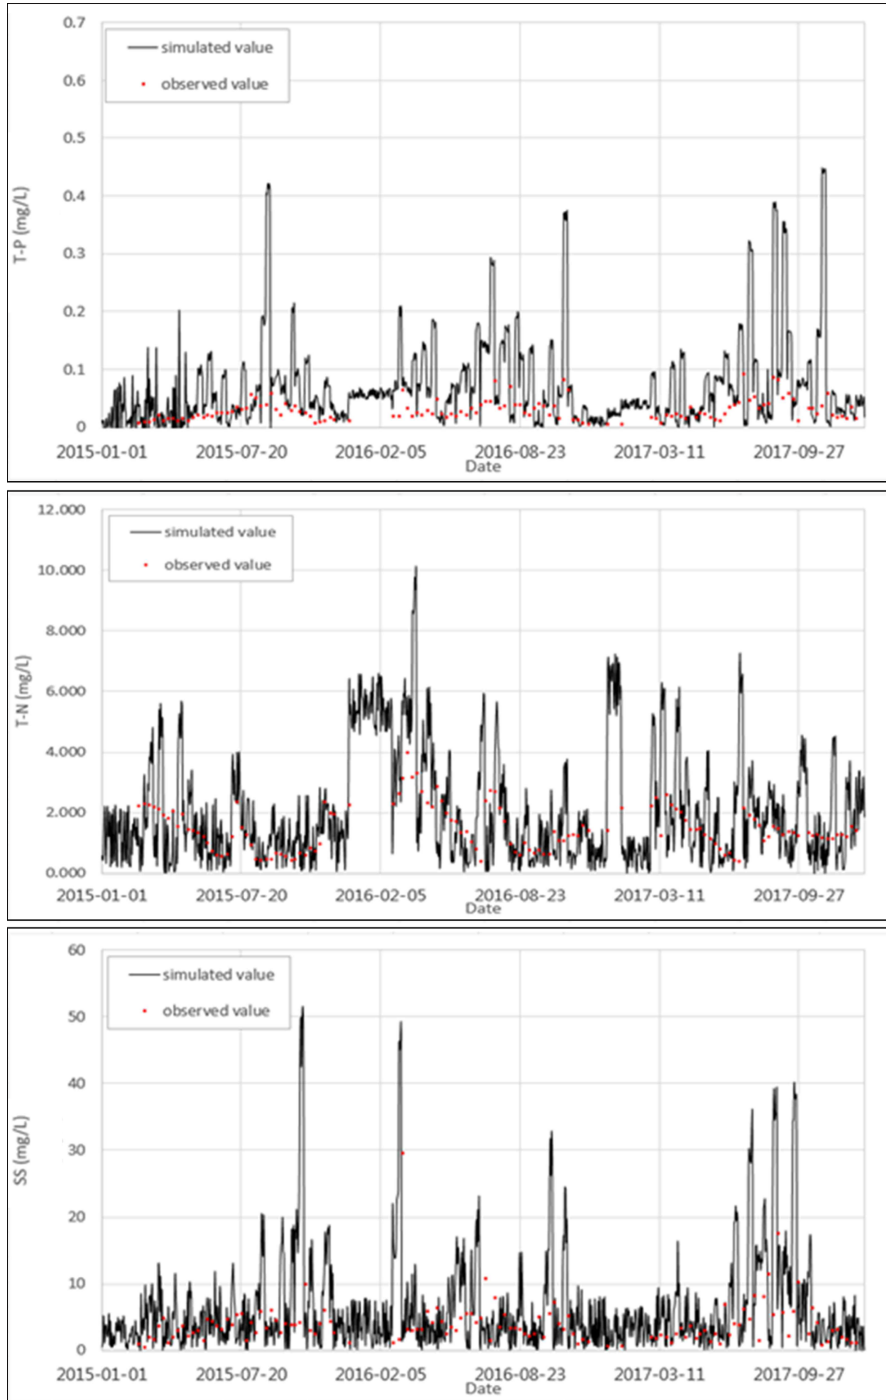 0.7
simulated value
0.6
observed value
0.5
0.4
T-P (mg/L)
0.3
0.2
0.1
0
2015-01-01 2015-07-20 2016-02-05 2016-08-23 2017-03-11 2017-09-27
Date
12.000
simulated value
10.000
observed value
8.000
T-N (mg/L)
6.000
4.000
2.000
0.000
2015-01-01 2015-07-20 2016-02-05 2016-08-23 2017-03-11 2017-09-27
Date
60
simulated value
observed value
50
40
SS (mg/L)
30
20
10
0
2015-01-01 2015-07-20 2016-02-05 2016-08-23 2017-03-11 2017-09-27
Date